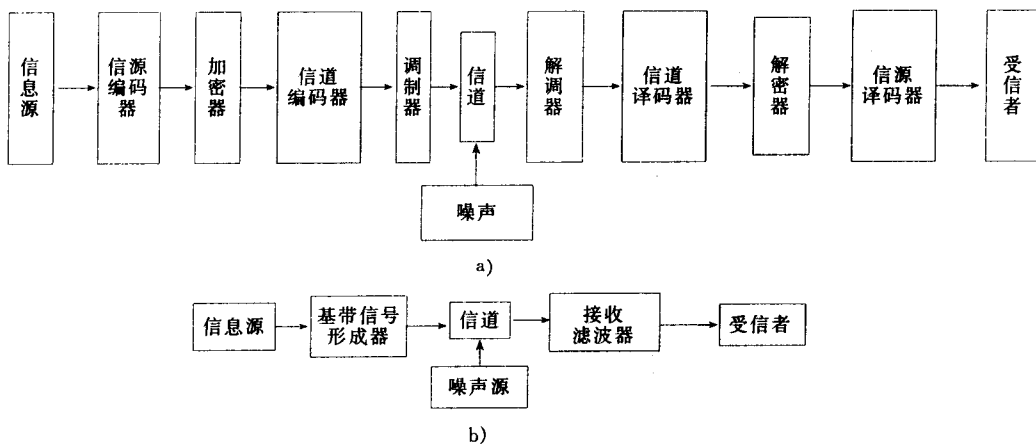 信息源
信源
编码
器
加密器
信道
编码器
调制器
信道
解调器
信道
译码器
解密器
信源
译码器
受信者
噪声
a)
信息源
基带信号
形成器
信道
接收
滤波器
受信者
噪声源
b)